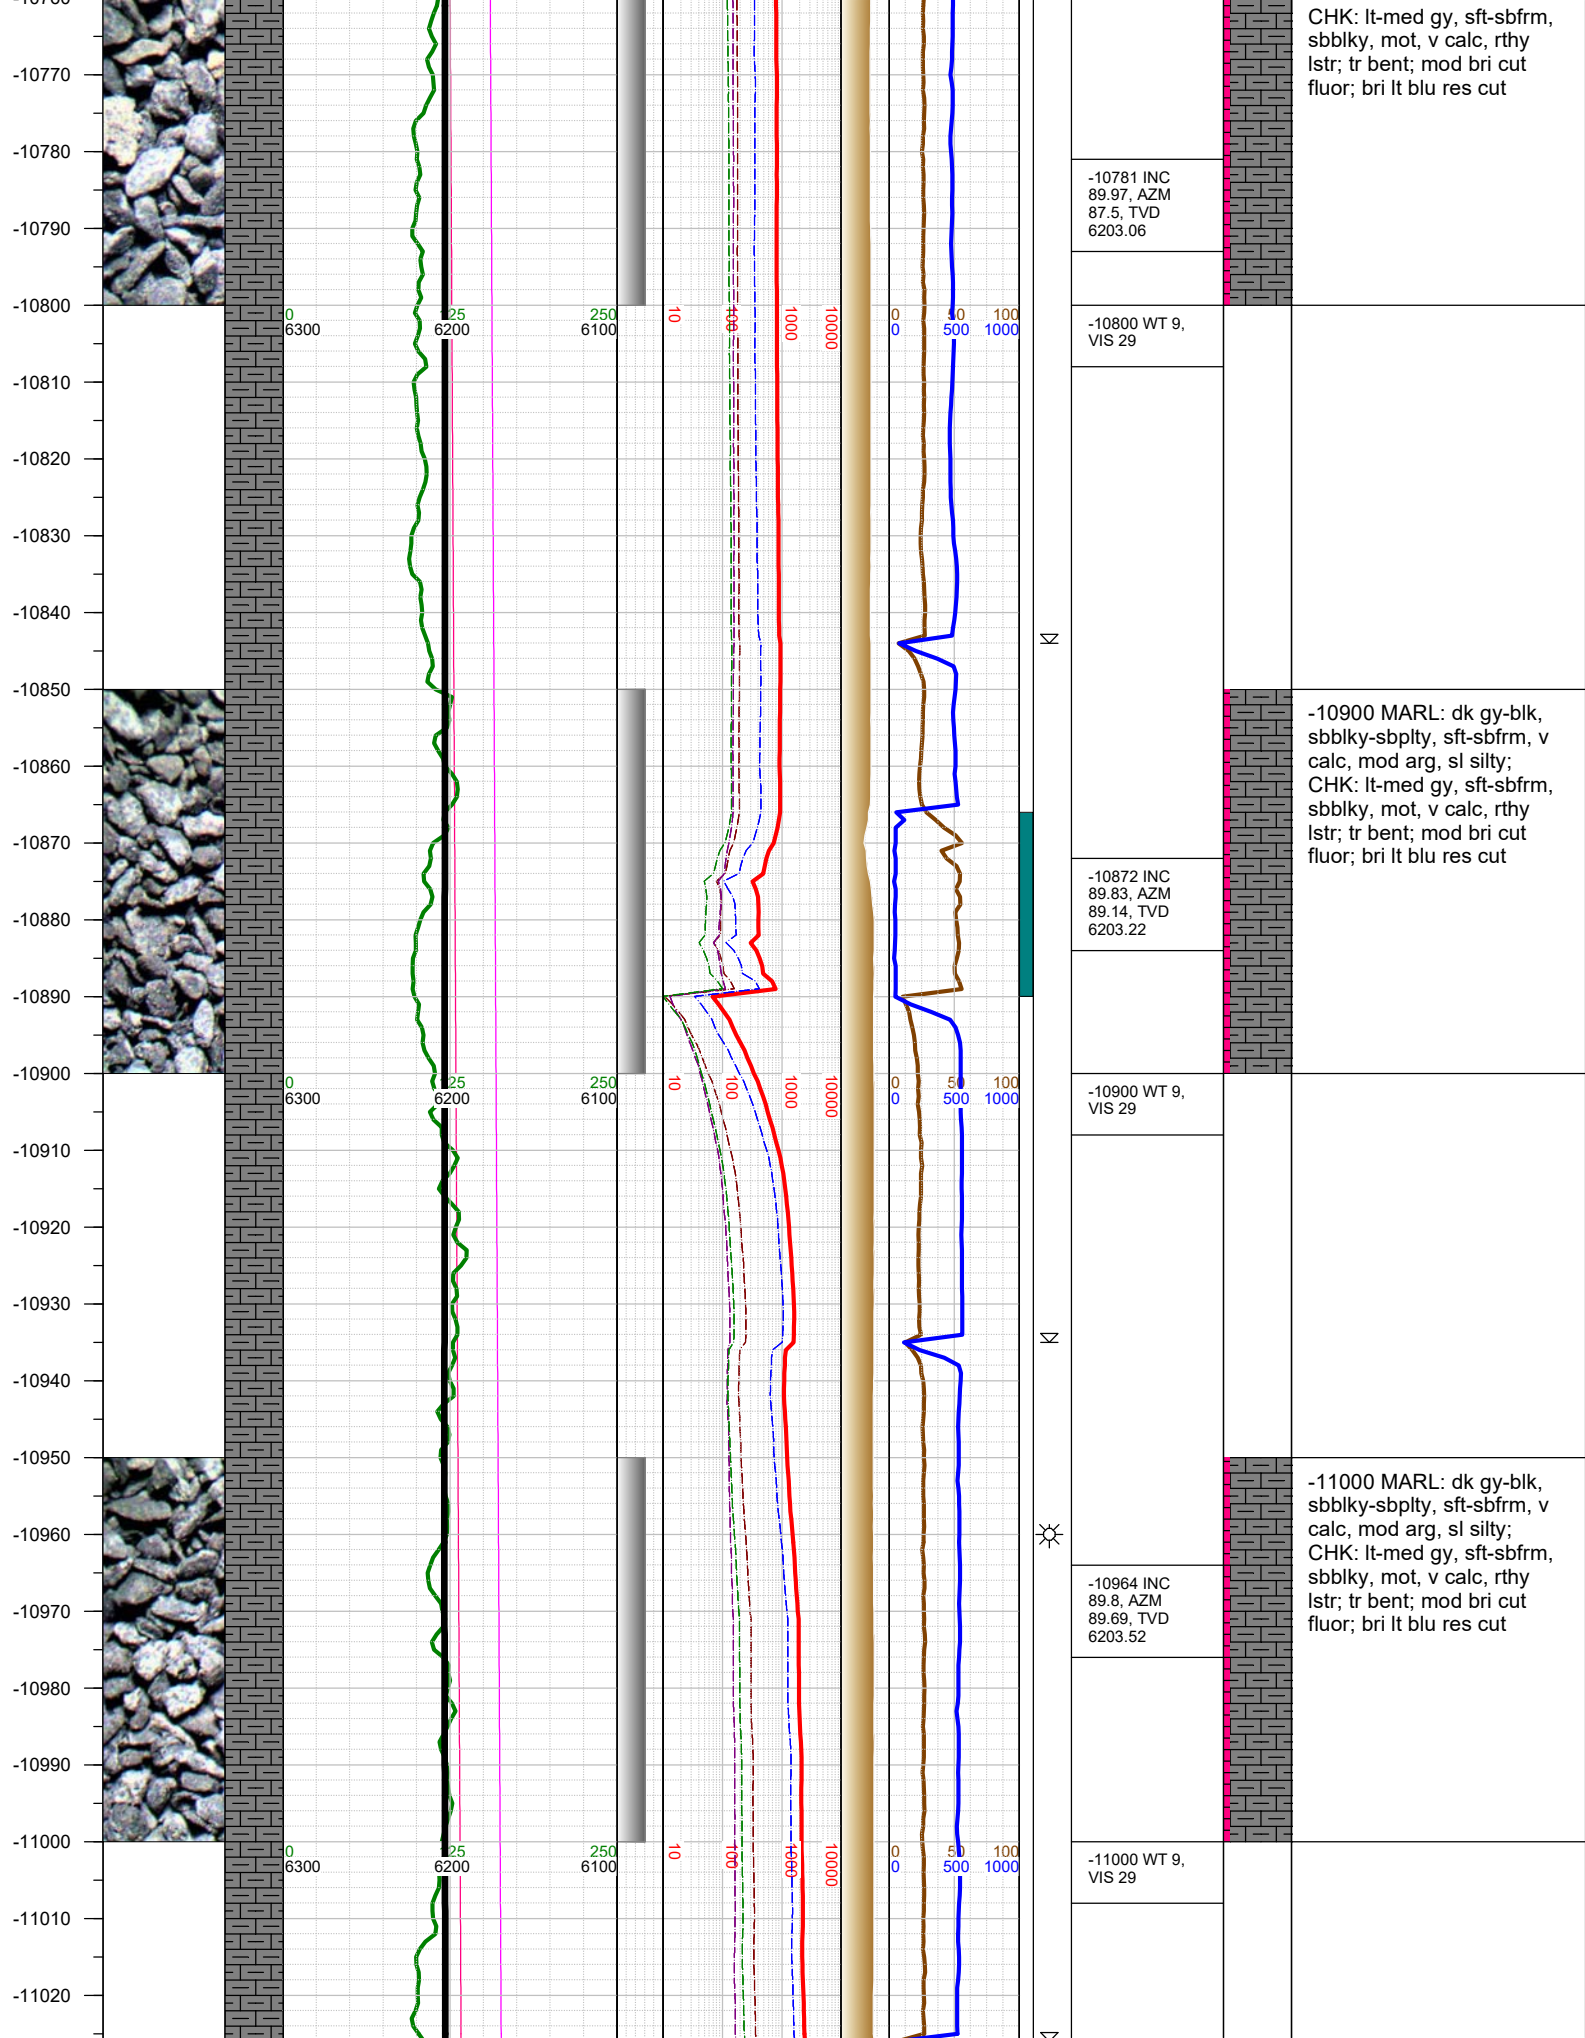 CHK: lt-med gy, sft-sbfrm,
sbblky, mot, v calc, rthy
lstr; tr bent; mod bri cut
fluor; bri lt blu res cut
-10770
-10780
-10781 INC
89.97, AZM
87.5, TVD
6203.06
-10790
-10800
0 25 250
6300 6200 6100
10 100 1000 10000
0 50 100
0 500 1000
-10800 WT 9,
VIS 29
-10810
-10820
-10830
-10840
-10850
-10900 MARL: dk gy-blk,
sbblky-sbplty, sft-sbfrm, v
calc, mod arg, sl silty;
CHK: lt-med gy, sft-sbfrm,
sbblky, mot, v calc, rthy
lstr; tr bent; mod bri cut
fluor; bri lt blu res cut
-10860
-10870
-10872 INC
89.83, AZM
89.14, TVD
6203.22
-10880
-10890
-10900
0 25 250
6300 6200 6100
10 100 1000 10000
0 50 100
0 500 1000
-10900 WT 9,
VIS 29
-10910
-10920
-10930
-10940
-10950
-11000 MARL: dk gy-blk,
sbblky-sbplty, sft-sbfrm, v
calc, mod arg, sl silty;
CHK: lt-med gy, sft-sbfrm,
sbblky, mot, v calc, rthy
lstr; tr bent; mod bri cut
fluor; bri lt blu res cut
-10960
-10964 INC
89.8, AZM
89.69, TVD
6203.52
-10970
-10980
-10990
-11000
0 25 250
6300 6200 6100
10 100 1000 10000
0 50 100
0 500 1000
-11000 WT 9,
VIS 29
-11010
-11020